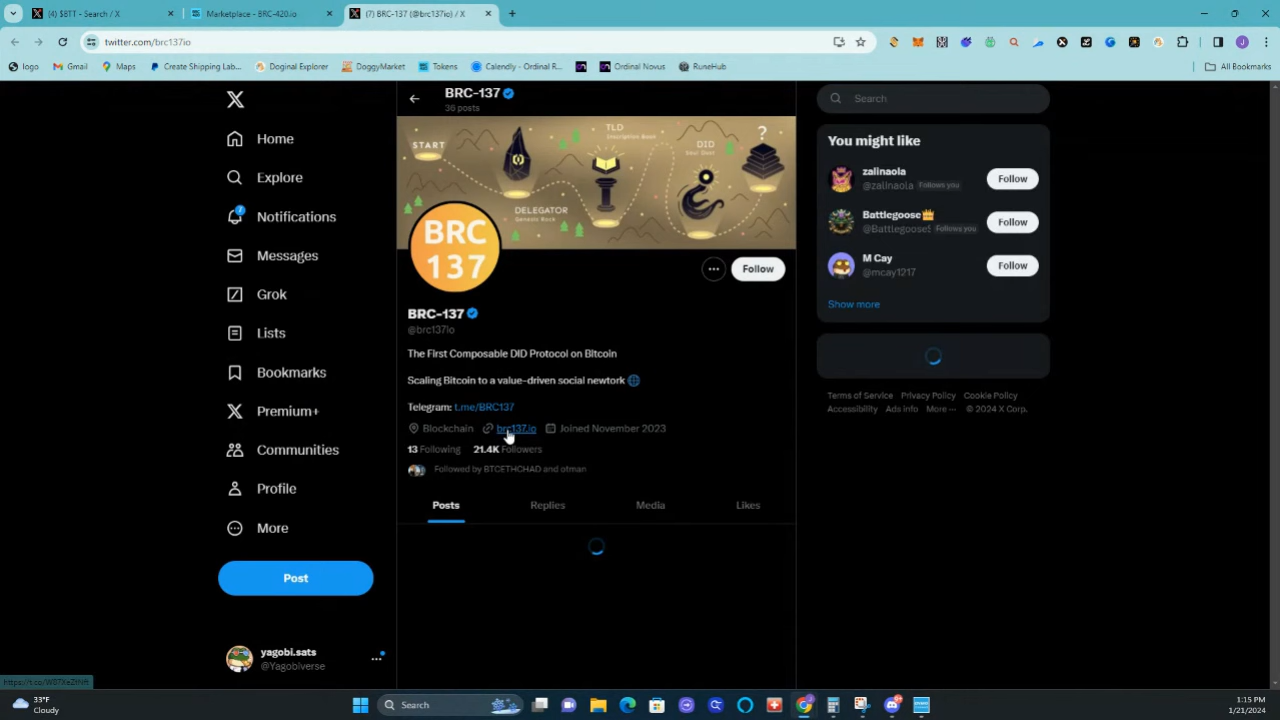 (4) $BTT - Search / X
Marketplace - BRC-420.io
(7) BRC-137 (@brc137io) / X
twitter.com/brc137io
logo
Gmail
Maps
Create Shipping Lab...
Doginal Explorer
DoggyMarket
Tokens
Calendly - Ordinal R...
Ordinal Novus
RuneHub
All Bookmarks
Home
Explore
Notifications
2
Messages
Grok
Lists
Bookmarks
Premium+
Communities
Profile
More
Post
yagobi.sats
@Yagobiverse
BRC-137
36 posts
START
TLD
Inscription Asset
DID
Soul Door
?
DELEGATOR
Genesis Rock
BRC
137
Follow
BRC-137
@brc137io
The First Composable DID Protocol on Bitcoin
Scaling Bitcoin to a value-driven social newtork
Telegram: t.me/BRC137
Blockchain brc137.io Joined November 2023
13 Following 21.4K Followers
Followed by BTCETHCHAD and otman
Posts Replies Media Likes
Search
You might like
zalinaola
@zalinaola Follows you
Follow
Battlegoose
Follows you
Follow
M Cay
@mcay1217
Follow
Show more
Terms of Service Privacy Policy Cookie Policy
Accessibility Ads info More ··· © 2024 X Corp.
33°F
Cloudy
Search
1:15 PM
1/21/2024